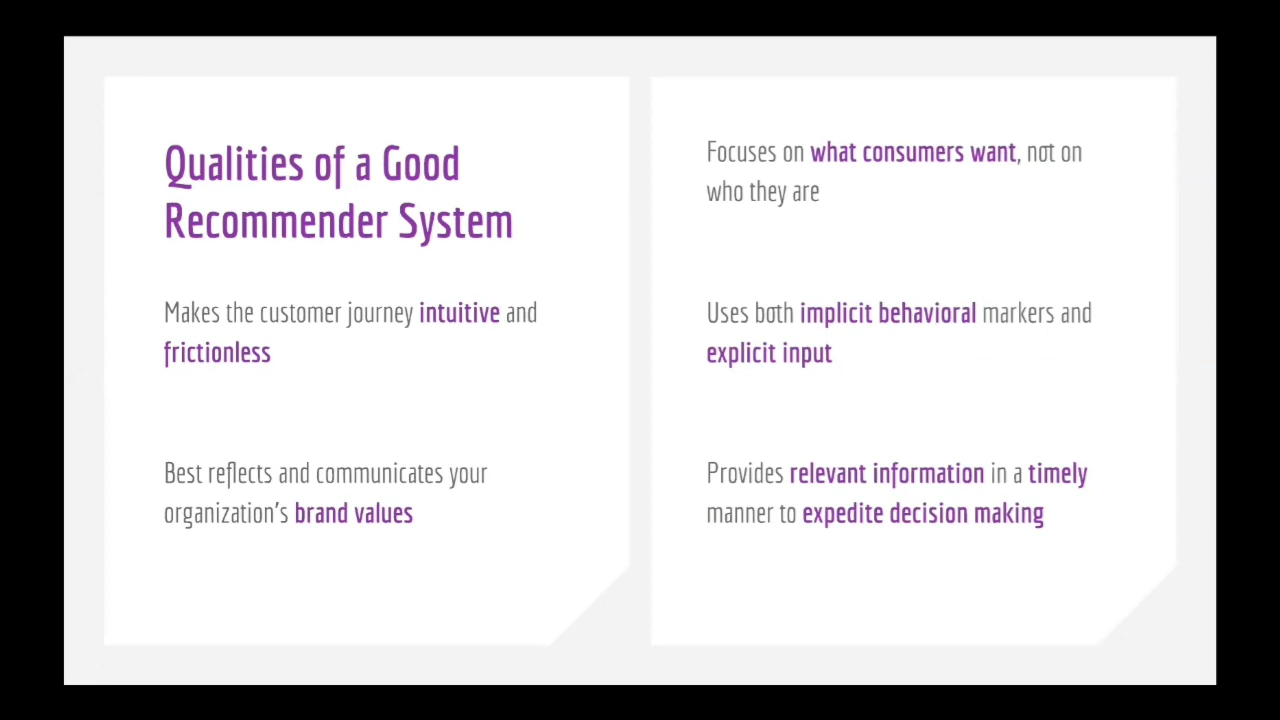 Qualities of a Good
Recommender System
Makes the customer journey intuitive and
frictionless
Best reflects and communicates your
organization's brand values
Focuses on what consumers want, not on
who they are
Uses both implicit behavioral markers and
explicit input
Provides relevant information in a timely
manner to expedite decision making